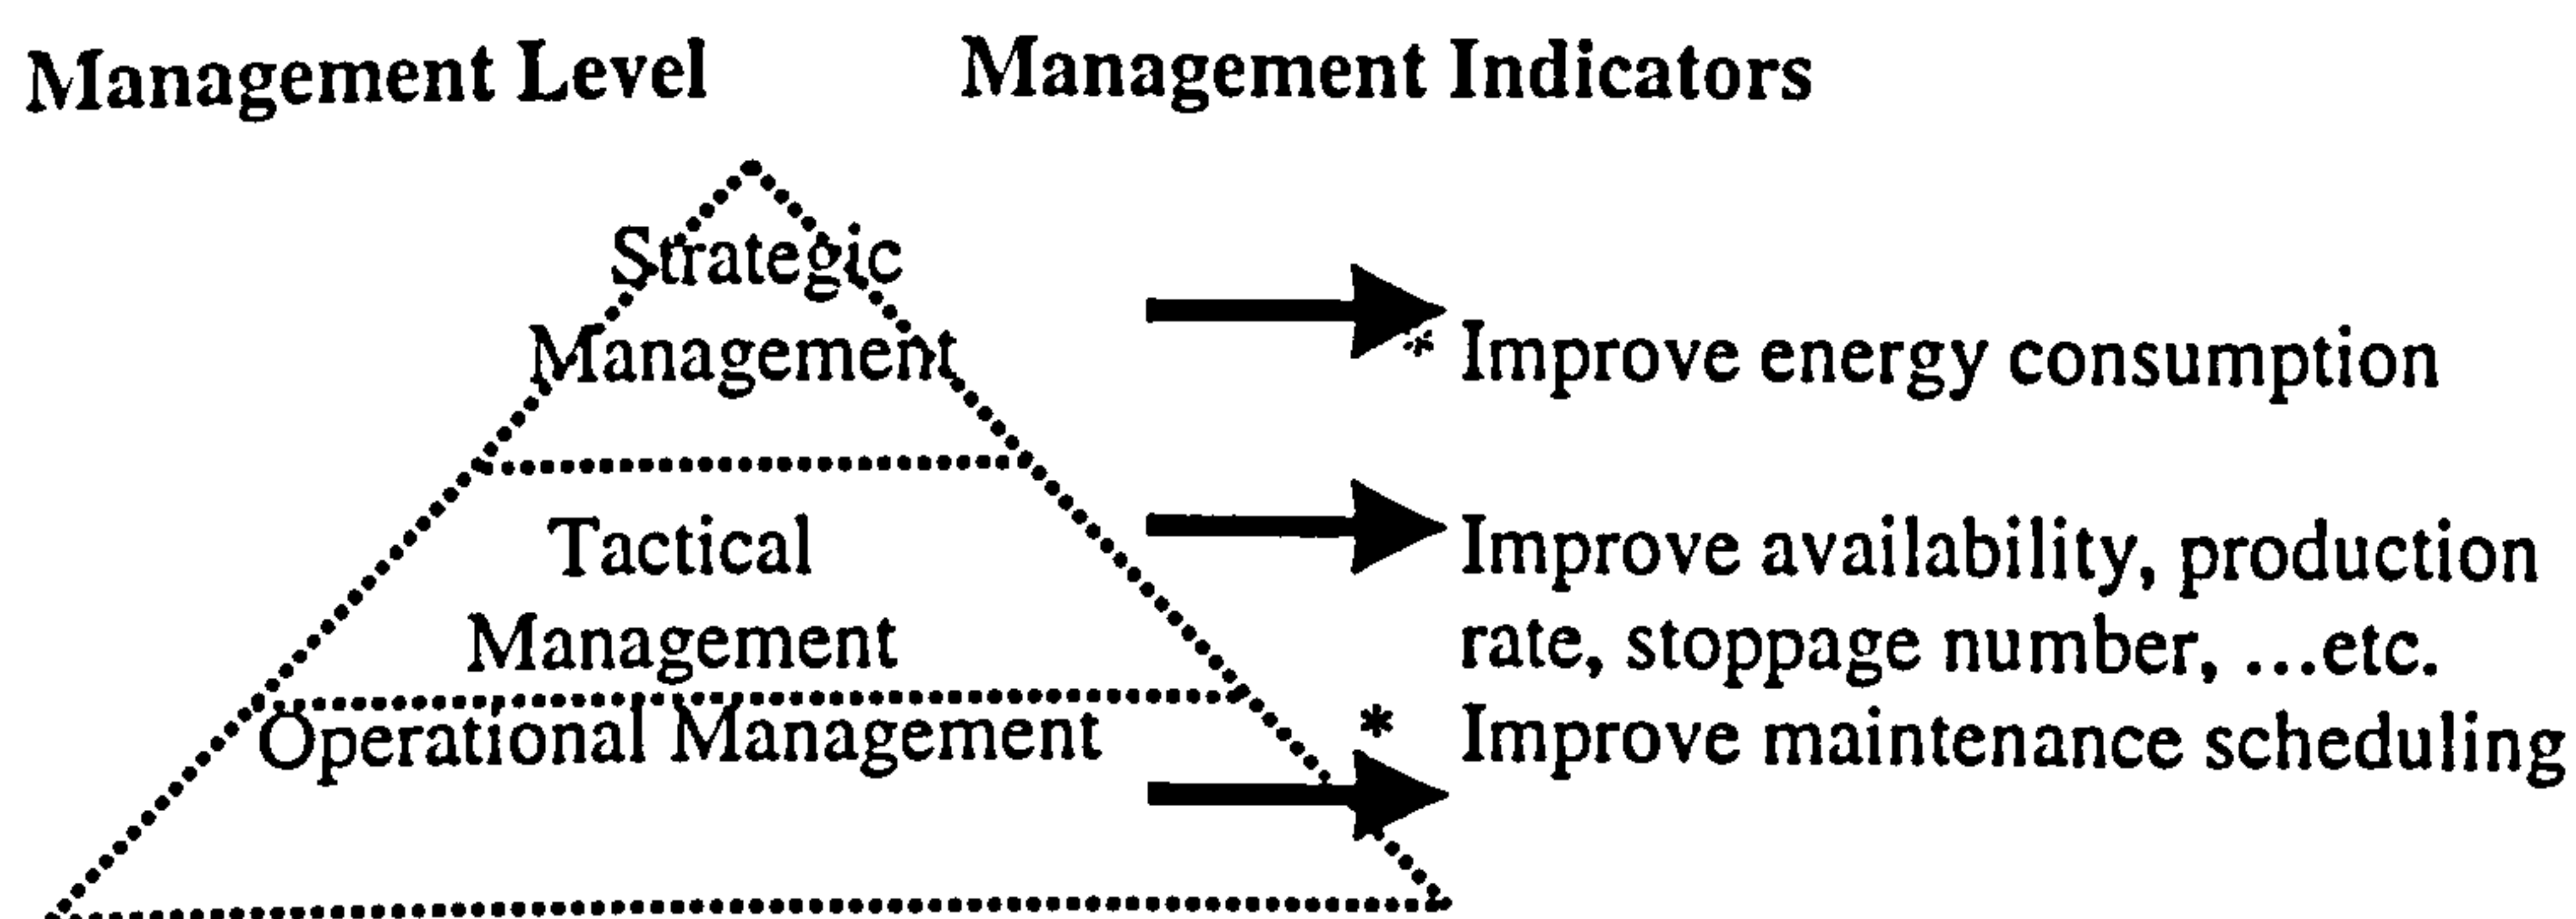 Management Level Management Indicators
Strategic
Management
* Improve energy consumption
Tactical
Management
Improve availability, production
rate, stoppage number, ...etc.
Operational Management
* Improve maintenance scheduling